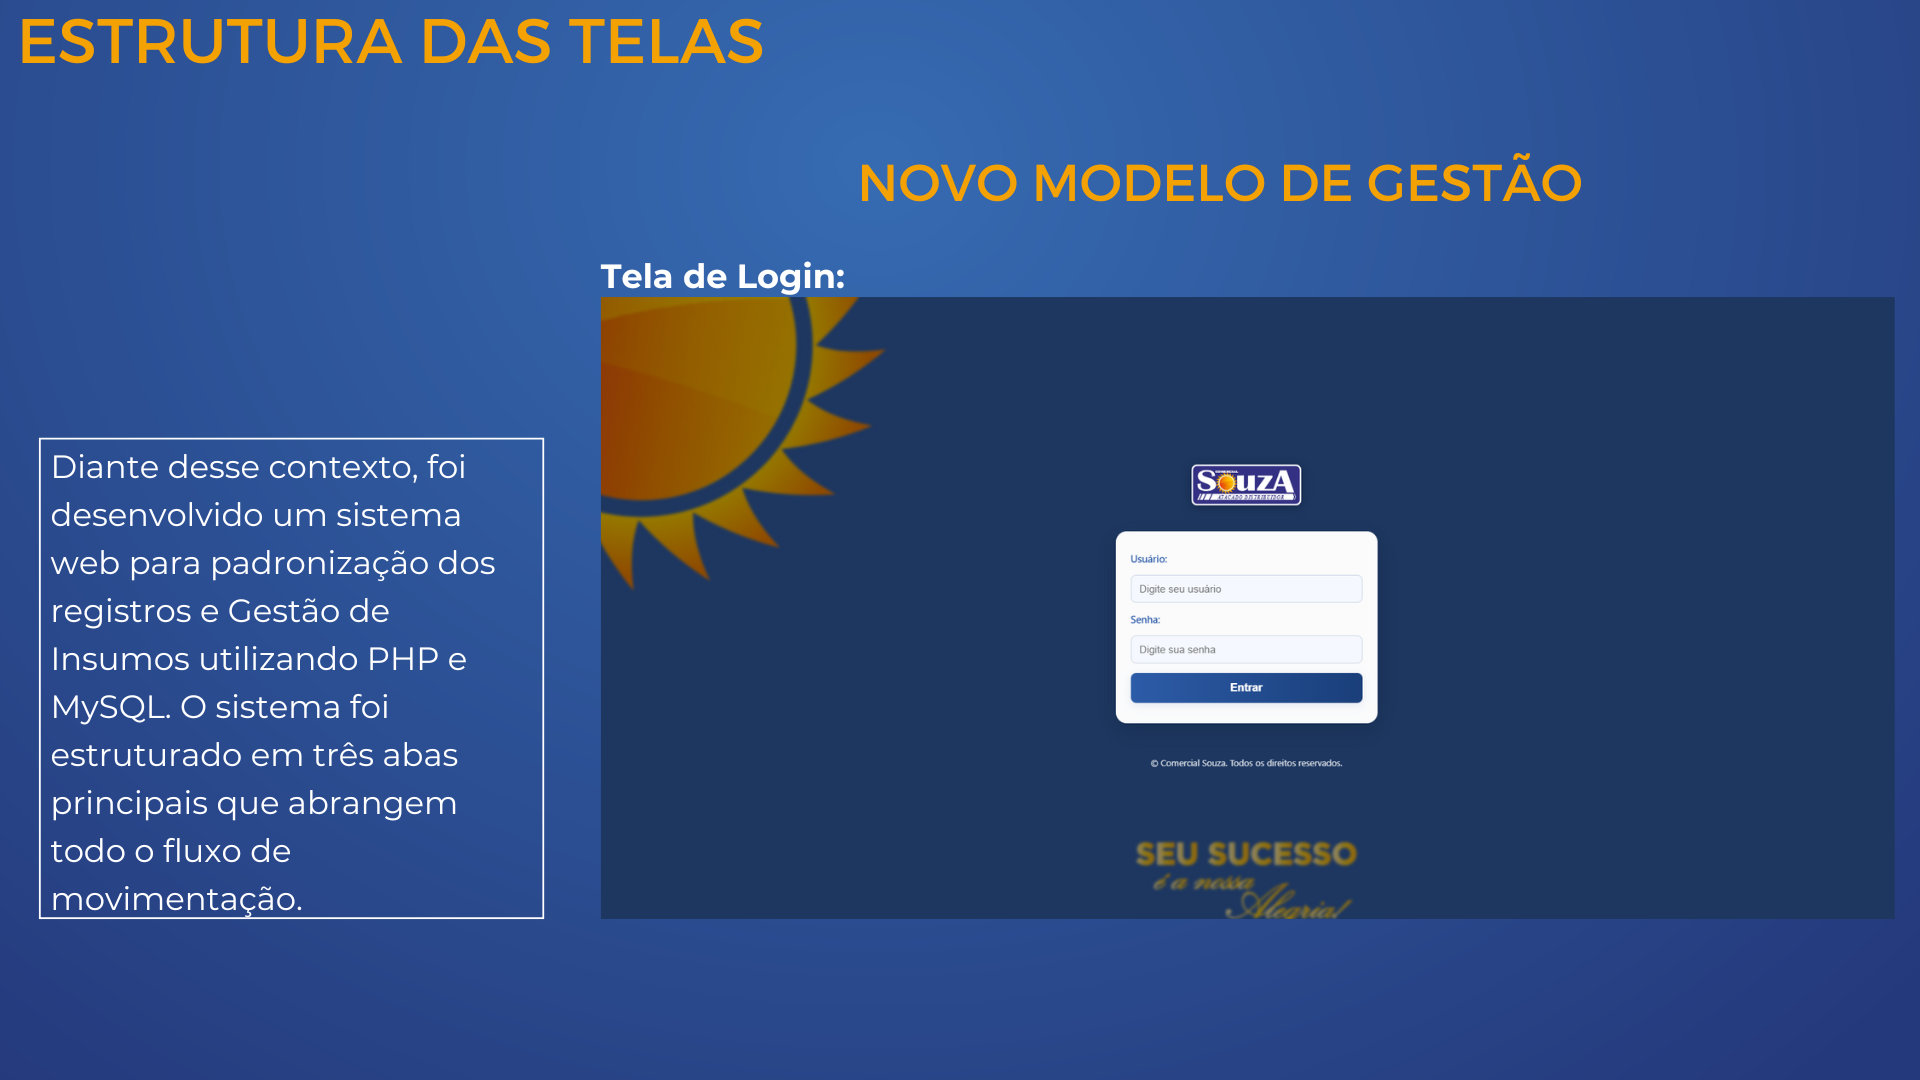 ESTRUTURA DAS TELAS
NOVO MODELO DE GESTÃO
Tela de Login:
Diante desse contexto, foi
desenvolvido um sistema
web para padronização dos
registros e Gestão de
Insumos utilizando PHP e
MySQL. O sistema foi
estruturado em três abas
principais que abrangem
todo o fluxo de
movimentação.
COMERCIAL
SouzA
ATACADO DISTRIBUIDOR
Usuário:
Digite seu usuário
Senha:
Digite sua senha
Entrar
© Comercial Souza. Todos os direitos reservados.
SEU SUCESSO
é a nossa
Alegria!